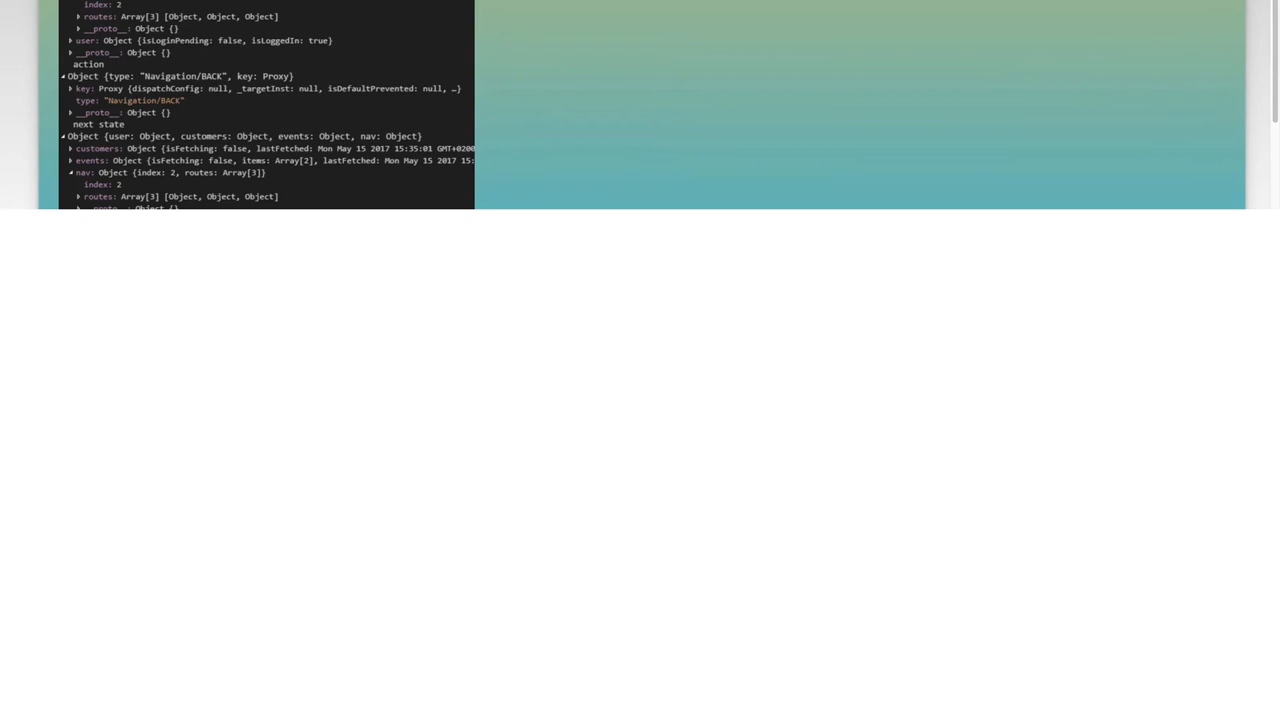 index: 2
routes: Array[3] [Object, Object, Object]
__proto__: Object {}
user: Object {isLoginPending: false, isLoggedIn: true}
__proto__: Object {}
action
Object {type: "Navigation/BACK", key: Proxy}
key: Proxy {dispatchConfig: null, _targetInst: null, isDefaultPrevented: null, …}
type: "Navigation/BACK"
__proto__: Object {}
next state
Object {user: Object, customers: Object, events: Object, nav: Object}
customers: Object {isFetching: false, lastFetched: Mon May 15 2017 15:35:01 GMT+0200
events: Object {isFetching: false, items: Array[2], lastFetched: Mon May 15 2017 15:
nav: Object {index: 2, routes: Array[3]}
index: 2
routes: Array[3] [Object, Object, Object]
__proto__: Object {}